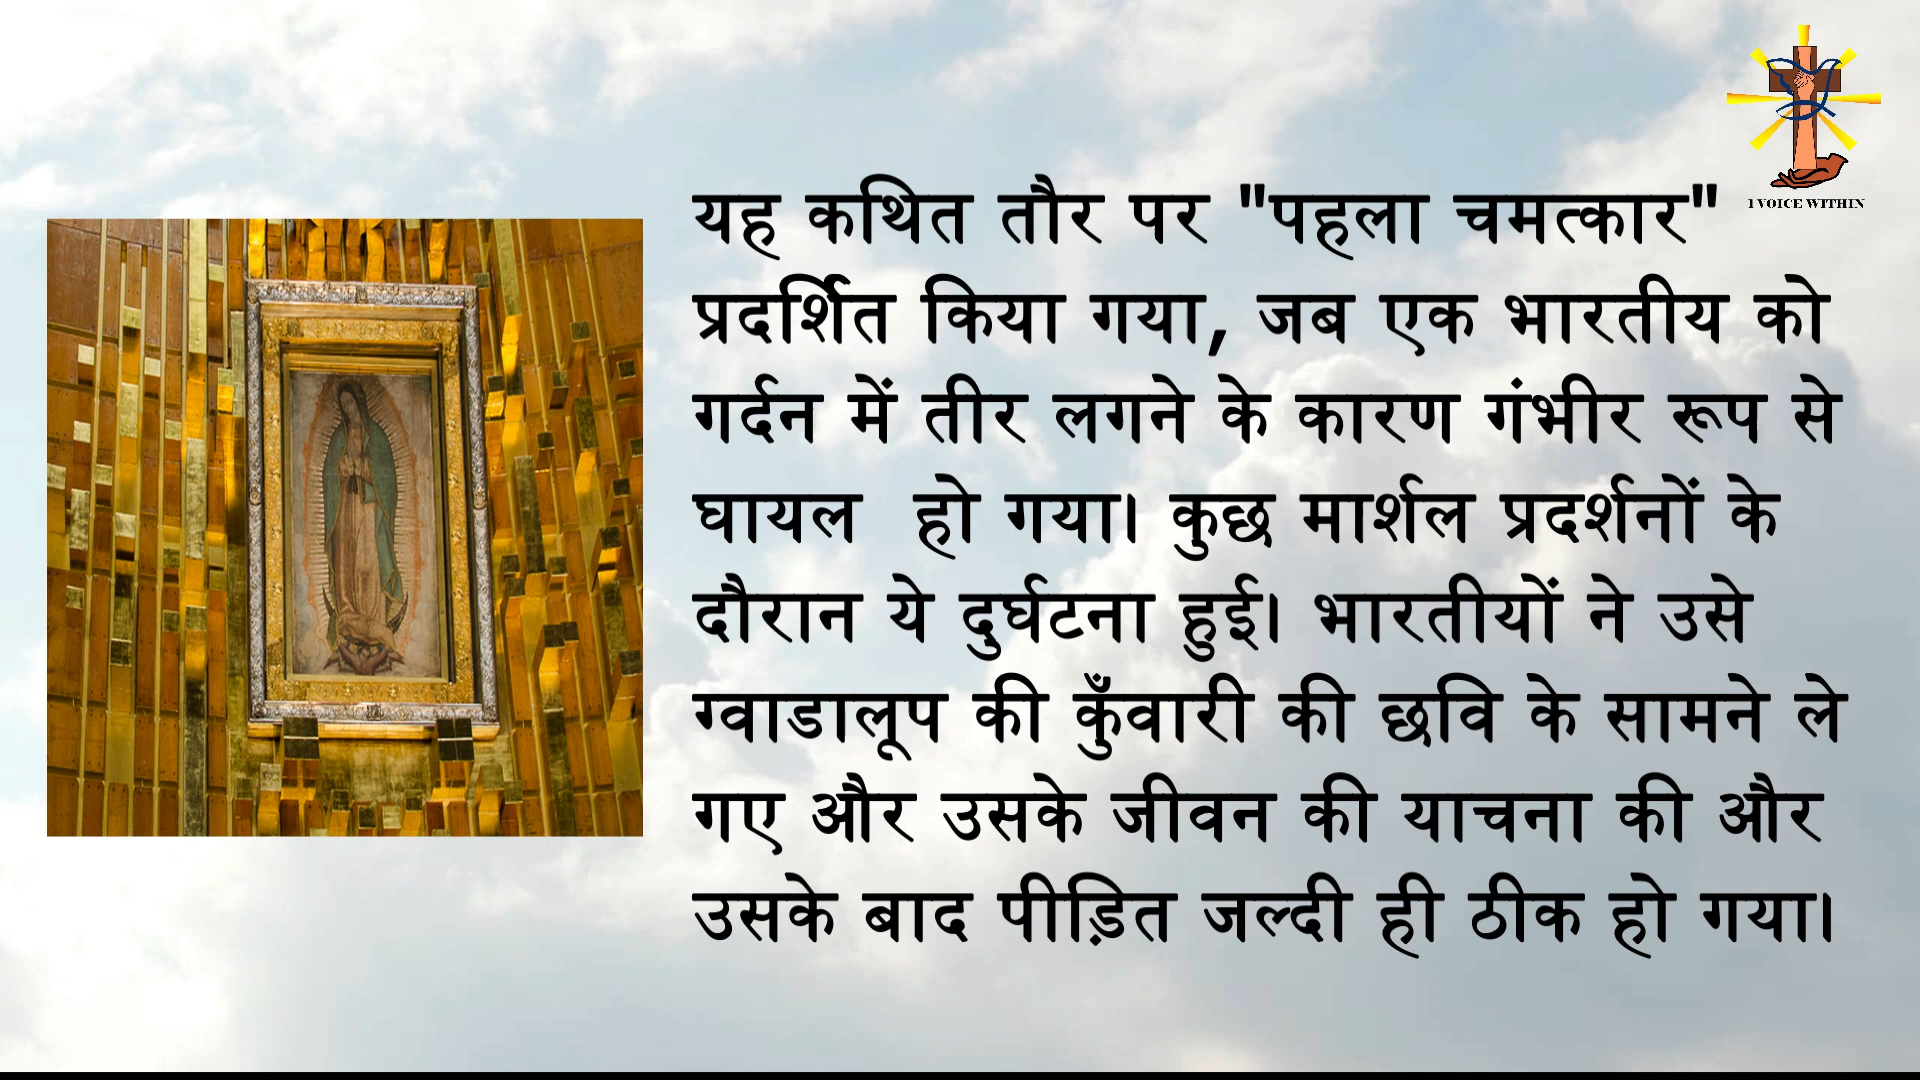 1 VOICE WITHIN
यह कथित तौर पर "पहला चमत्कार"
प्रदर्शित किया गया, जब एक भारतीय को
गर्दन में तीर लगने के कारण गंभीर रूप से
घायल  हो गया। कुछ मार्शल प्रदर्शनों के
दौरान ये दुर्घटना हुई। भारतीयों ने उसे
ग्वाडालूप की कुँवारी की छवि के सामने ले
गए और उसके जीवन की याचना की और
उसके बाद पीड़ित जल्दी ही ठीक हो गया।